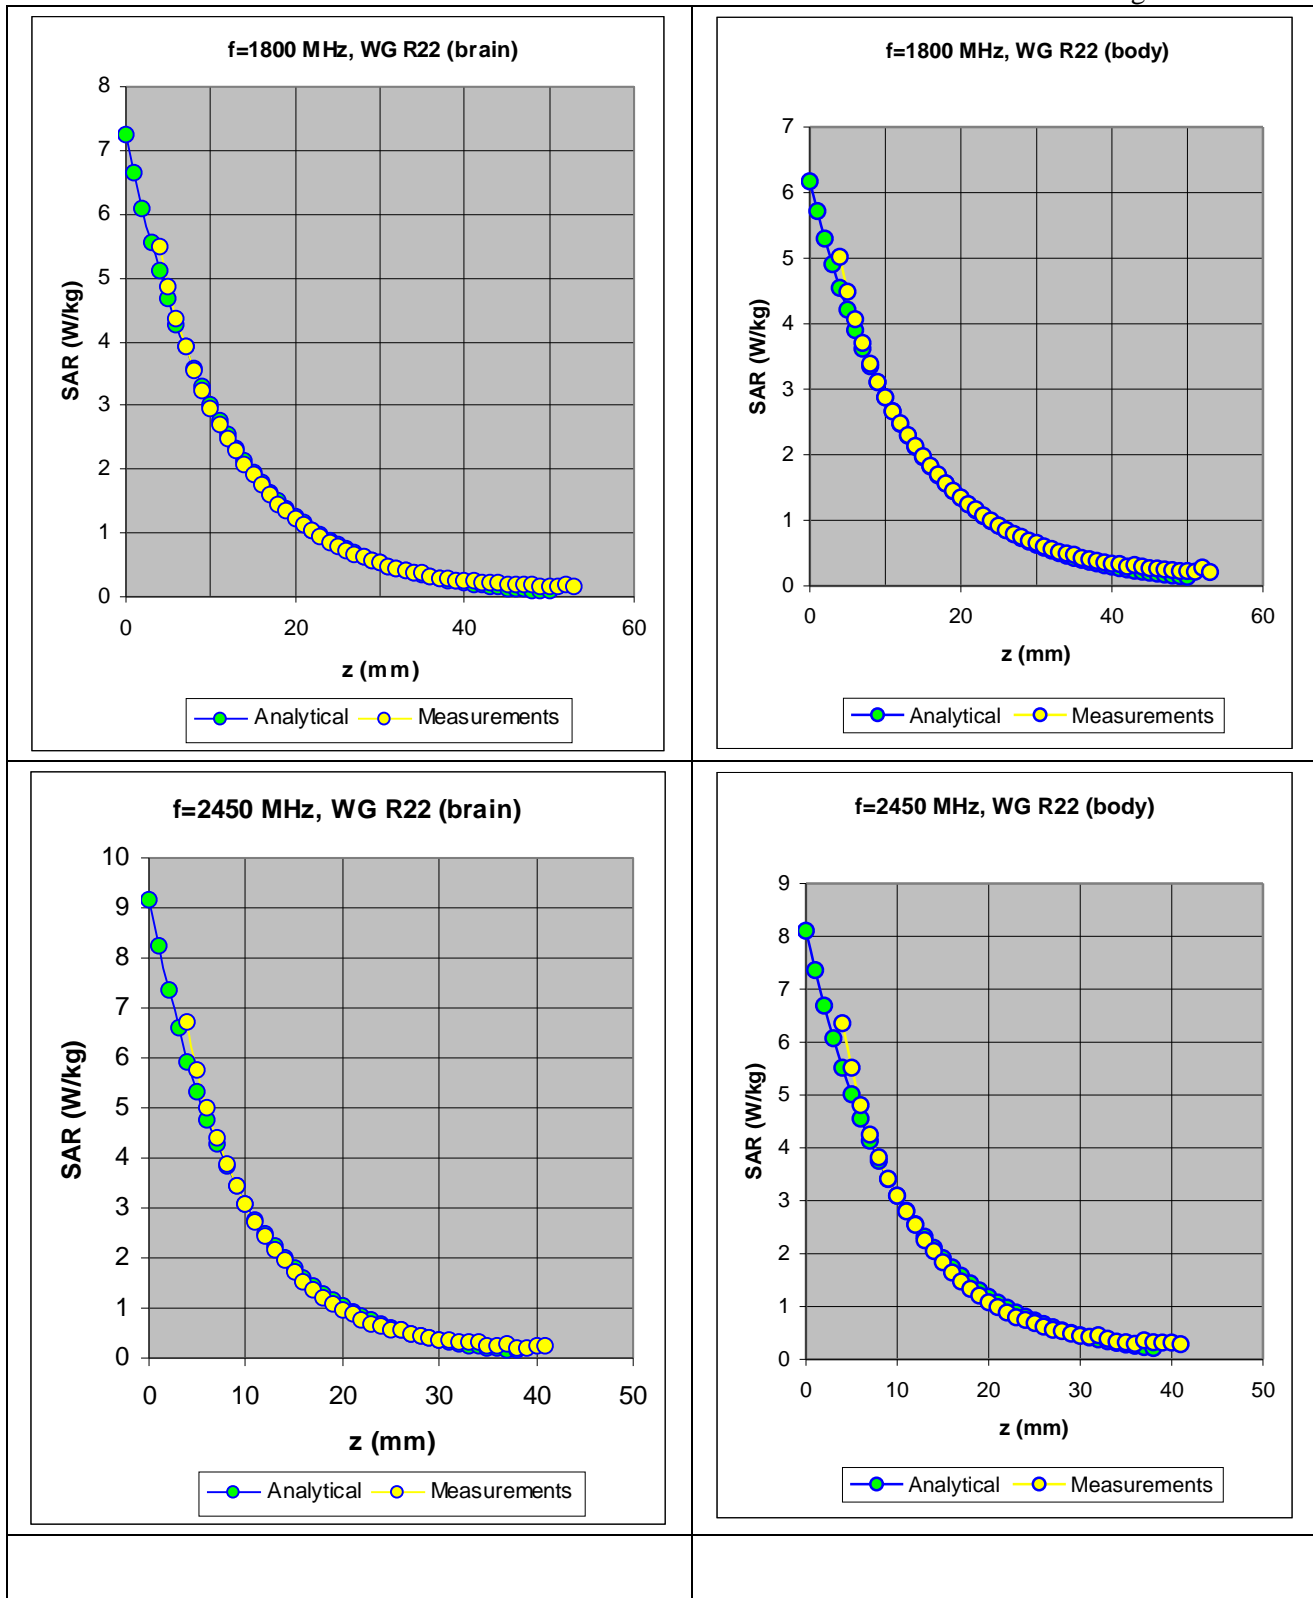 f=1800 MHz, WG R22 (brain)
8
7
6
5
4
3
2
1
0
SAR (W/kg)
0 20 40 60
z (mm)
Analytical Measurements
f=1800 MHz, WG R22 (body)
7
6
5
4
3
2
1
0
SAR (W/kg)
0 20 40 60
z (mm)
Analytical Measurements
f=2450 MHz, WG R22 (brain)
10
9
8
7
6
5
4
3
2
1
0
SAR (W/kg)
0 10 20 30 40 50
z (mm)
Analytical Measurements
f=2450 MHz, WG R22 (body)
9
8
7
6
5
4
3
2
1
0
SAR (W/kg)
0 10 20 30 40 50
z (mm)
Analytical Measurements